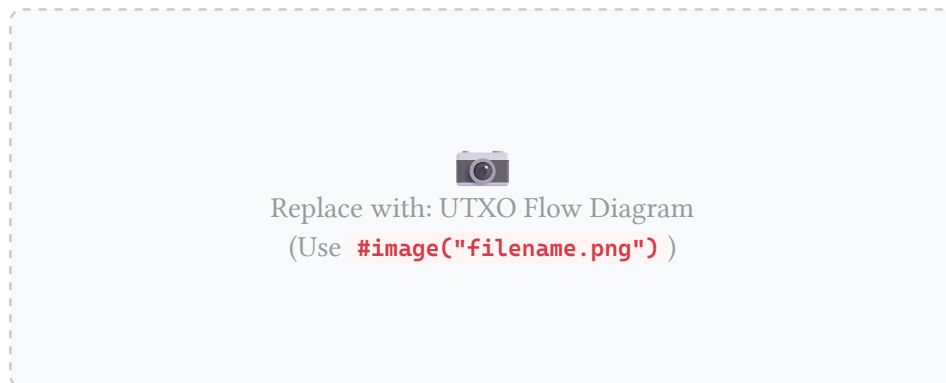 Replace with: UTXO Flow Diagram
(Use #image("filename.png") )